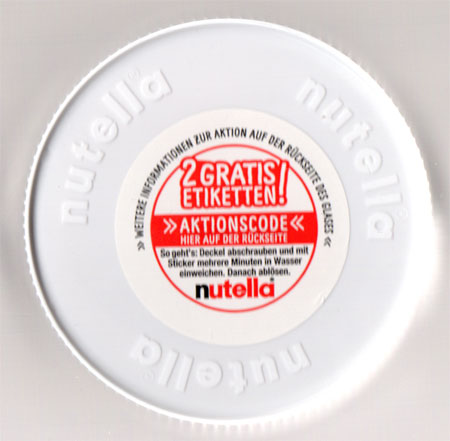 » WEITERE INFORMATIONEN ZUR AKTION AUF DER RÜCKSEITE DES GLASES «
2 GRATIS
ETIKETTEN!
» AKTIONSCODE «
HIER AUF DER RÜCKSEITE
So geht's: Deckel abschrauben und mit
Sticker mehrere Minuten in Wasser
einweichen. Danach ablösen.
nutella®
nutella®
nutella®
nutella®